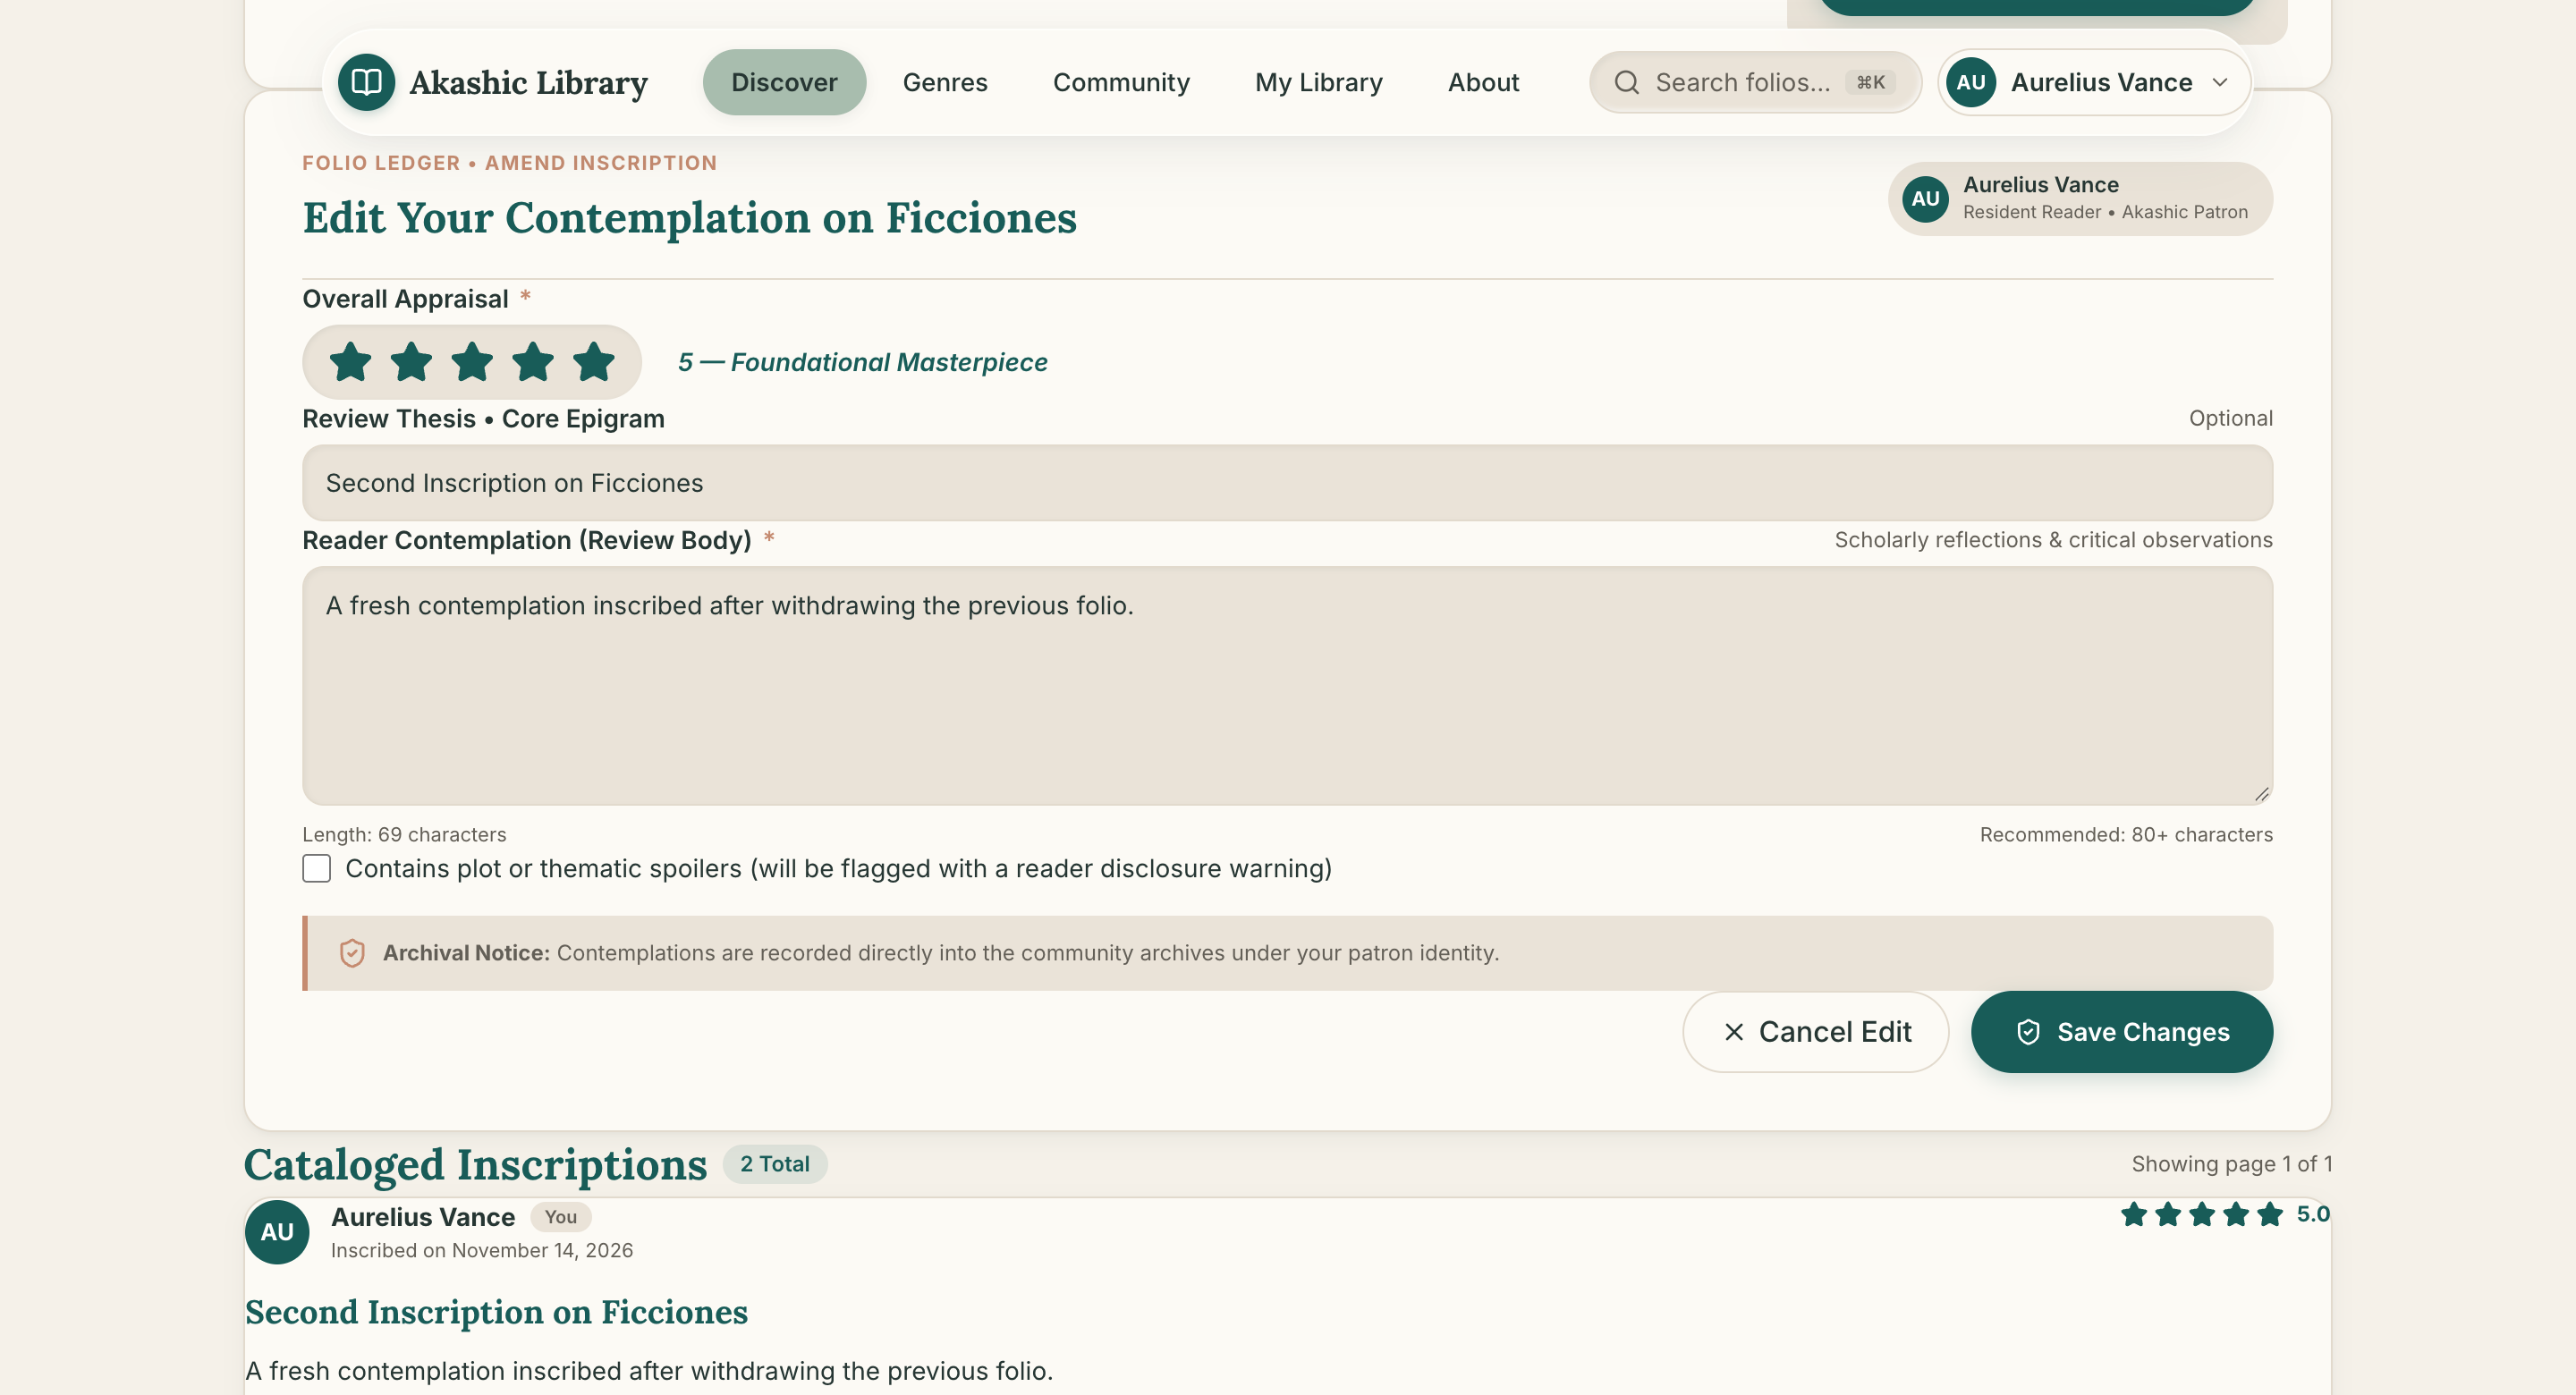 Akashic Library
Discover
Genres
Community
My Library
About
Search folios...
⌘K
AU
Aurelius Vance
FOLIO LEDGER • AMEND INSCRIPTION
Edit Your Contemplation on Ficciones
AU
Aurelius Vance
Resident Reader • Akashic Patron
Overall Appraisal *
5 — Foundational Masterpiece
Review Thesis • Core Epigram
Optional
Second Inscription on Ficciones
Reader Contemplation (Review Body) *
Scholarly reflections & critical observations
A fresh contemplation inscribed after withdrawing the previous folio.
Length: 69 characters
Recommended: 80+ characters
Contains plot or thematic spoilers (will be flagged with a reader disclosure warning)
Archival Notice: Contemplations are recorded directly into the community archives under your patron identity.
Cancel Edit
Save Changes
Cataloged Inscriptions
2 Total
Showing page 1 of 1
AU
Aurelius Vance
You
5.0
Inscribed on November 14, 2026
Second Inscription on Ficciones
A fresh contemplation inscribed after withdrawing the previous folio.